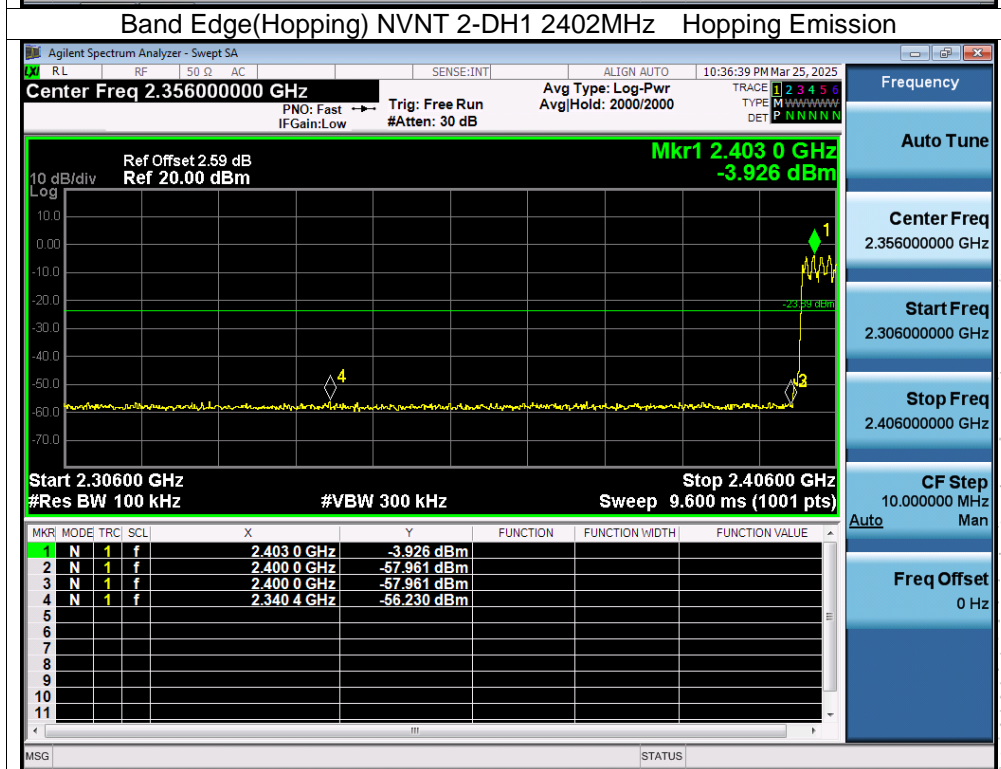 Band Edge(Hopping) NVNT 2-DH1 2402MHz Hopping Emission
Agilent Spectrum Analyzer - Swept SA
LXI RL RF 50 Ω AC SENSE:INT ALIGN AUTO 10:36:39 PM Mar 25, 2025
Center Freq 2.356000000 GHz
PNO: Fast
IFGain:Low
Trig: Free Run
#Atten: 30 dB
Avg Type: Log-Pwr
Avg|Hold: 2000/2000
TRACE 1 2 3 4 5 6
TYPE M WWWWW
DET P N N N N N
Ref Offset 2.59 dB
10 dB/div Ref 20.00 dBm
Log
Mkr1 2.403 0 GHz
-3.926 dBm
10.0
0.00
-10.0
-20.0
-30.0
-40.0
-50.0
-60.0
-70.0
1
4
3
Start 2.30600 GHz Stop 2.40600 GHz
#Res BW 100 kHz #VBW 300 kHz Sweep 9.600 ms (1001 pts)
MKR MODE TRC SCL X Y FUNCTION FUNCTION WIDTH FUNCTION VALUE
1 N 1 f 2.403 0 GHz -3.926 dBm
2 N 1 f 2.400 0 GHz -57.961 dBm
3 N 1 f 2.400 0 GHz -57.961 dBm
4 N 1 f 2.340 4 GHz -56.230 dBm
5
6
7
8
9
10
11
MSG STATUS
Frequency
Auto Tune
Center Freq
2.356000000 GHz
Start Freq
2.306000000 GHz
Stop Freq
2.406000000 GHz
CF Step
10.000000 MHz
Auto Man
Freq Offset
0 Hz